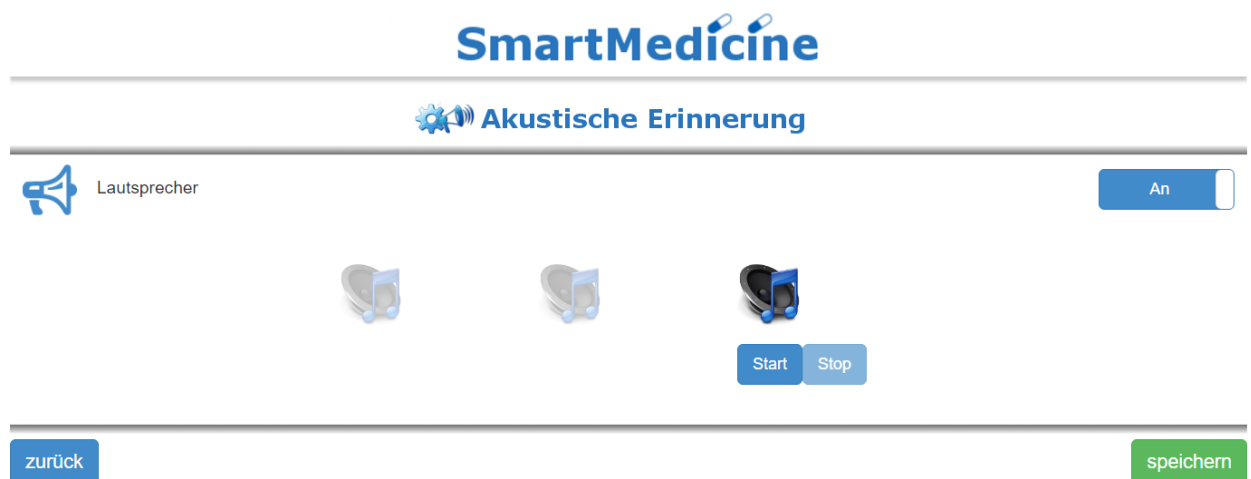 SmartMedicine
Akustische Erinnerung
Lautsprecher An
Start Stop
zurück speichern